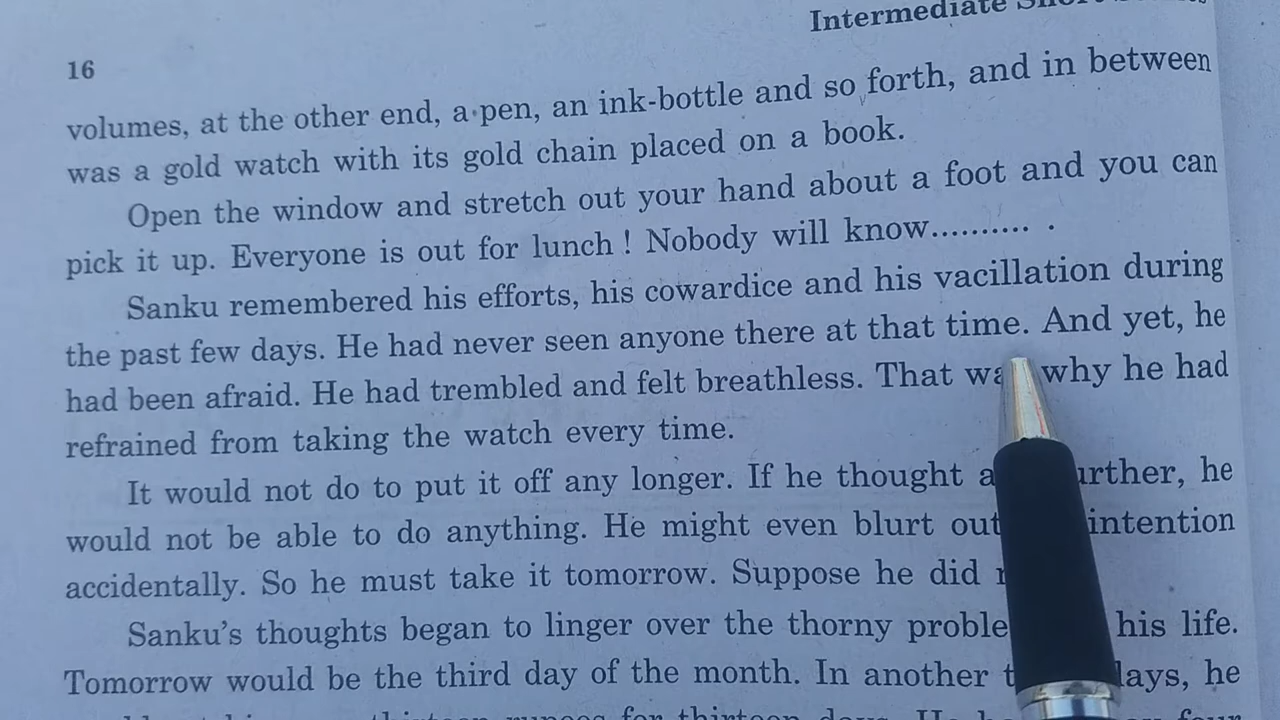 Intermediate
16
volumes, at the other end, a pen, an ink-bottle and so forth, and in between
was a gold watch with its gold chain placed on a book.
Open the window and stretch out your hand about a foot and you can
pick it up. Everyone is out for lunch ! Nobody will know.......... .
Sanku remembered his efforts, his cowardice and his vacillation during
the past few days. He had never seen anyone there at that time. And yet, he
had been afraid. He had trembled and felt breathless. That why he had
refrained from taking the watch every time.
It would not do to put it off any longer. If he thought he
would not be able to do anything. He might even blurt out intention
accidentally. So he must take it tomorrow. Suppose he did
Sanku's thoughts began to linger over the thorny his life.
Tomorrow would be the third day of the month. In another he
thirteen rupees for thirteen days. He